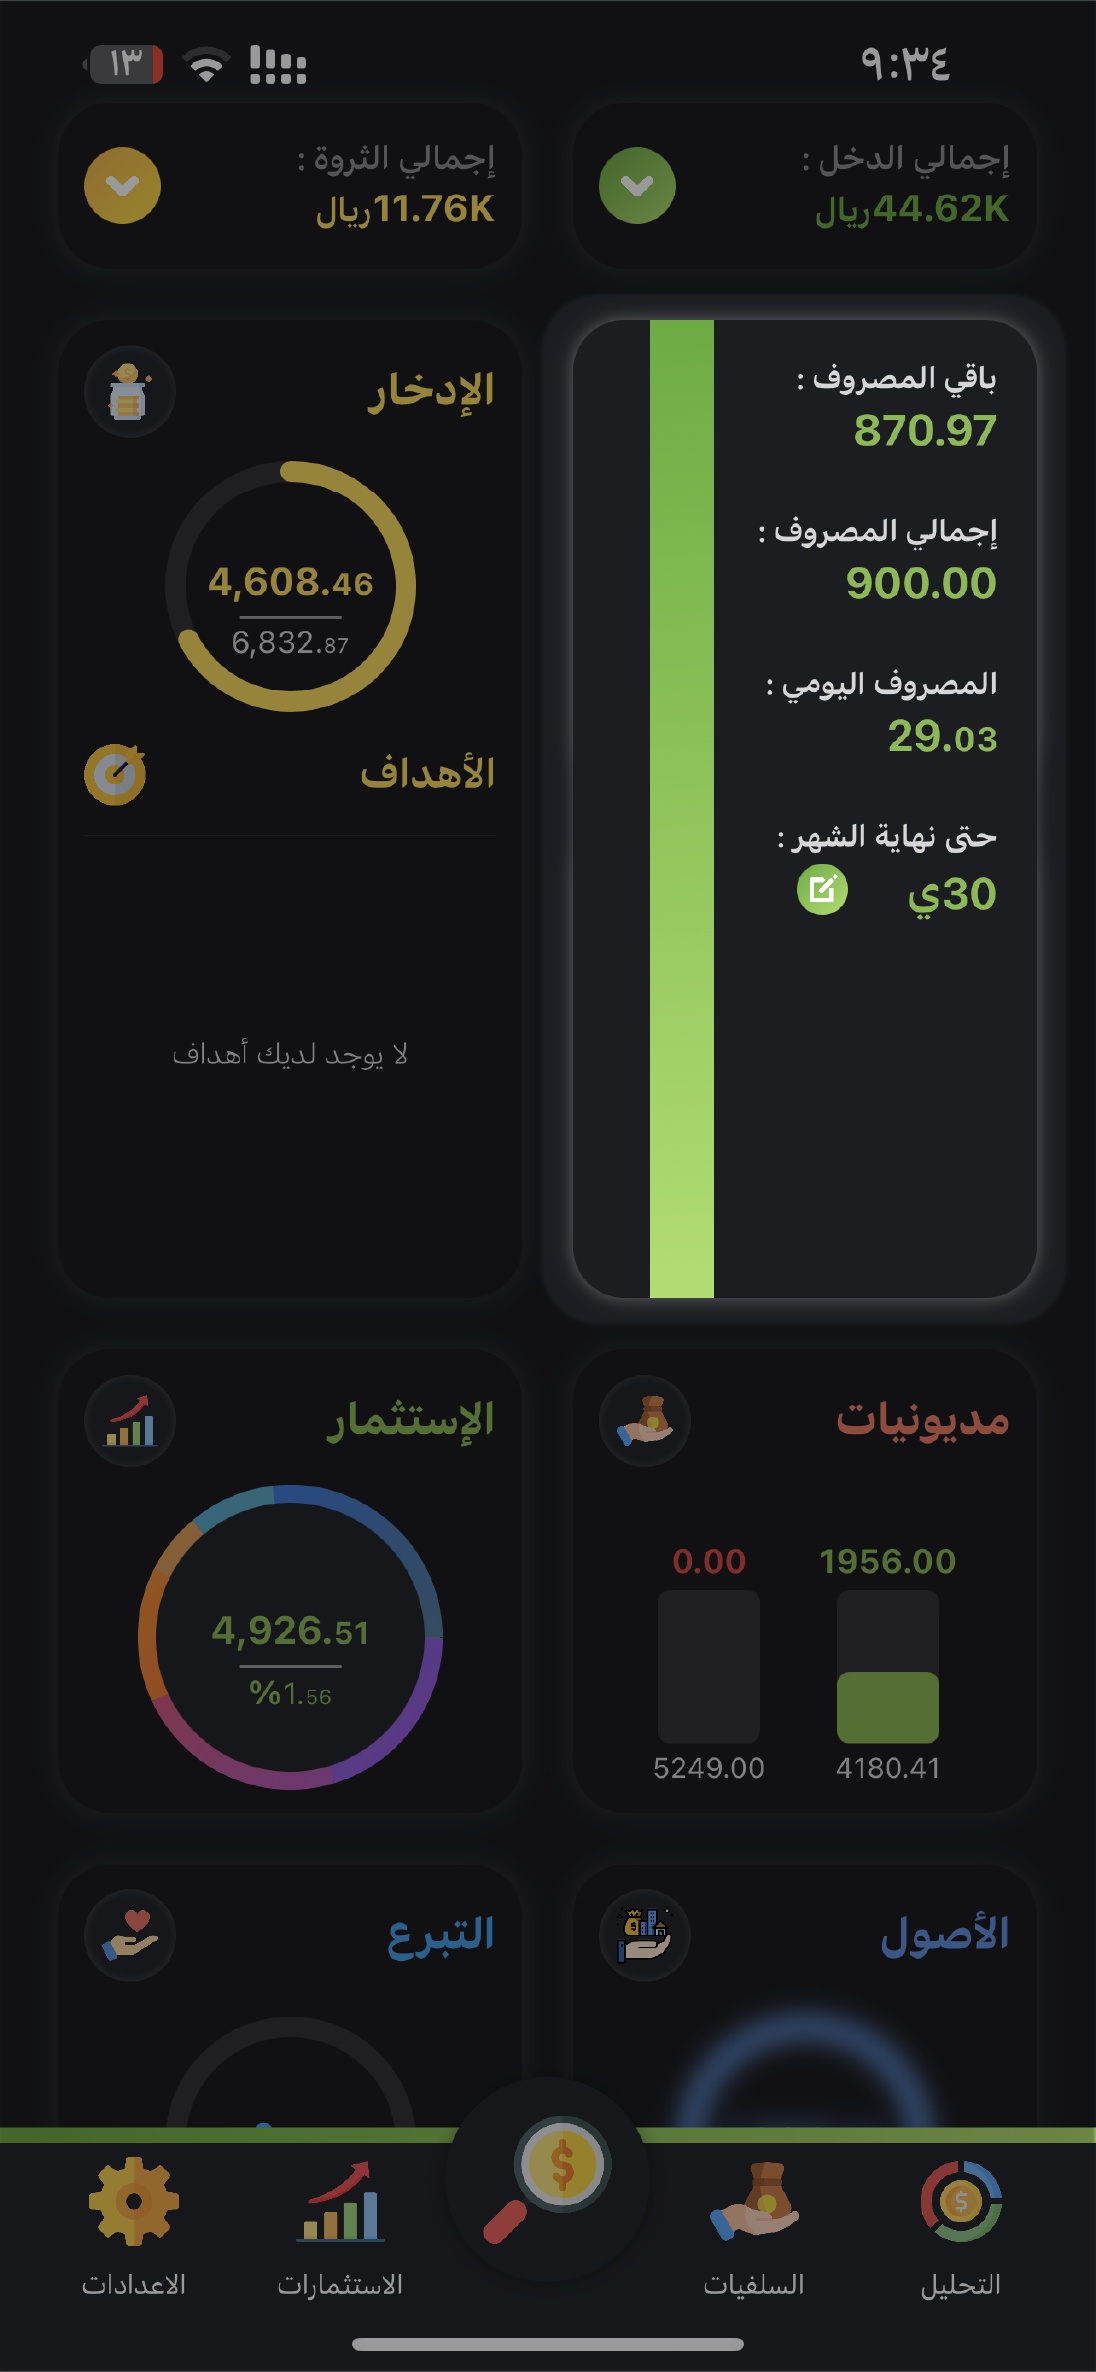 ٩:٣٤
١٣
إجمالي الدخل :
44.62Kريال
إجمالي الثروة :
11.76Kريال
باقي المصروف :
870.97
إجمالي المصروف :
900.00
المصروف اليومي :
29.03
حتى نهاية الشهر :
30ي
الإدخار
4,608.46
6,832.87
الأهداف
لا يوجد لديك أهداف
مديونيات
1956.00
0.00
4180.41
5249.00
الإستثمار
4,926.51
%1.56
الأصول
التبرع
التحليل
السلفيات
الاستثمارات
الاعدادات